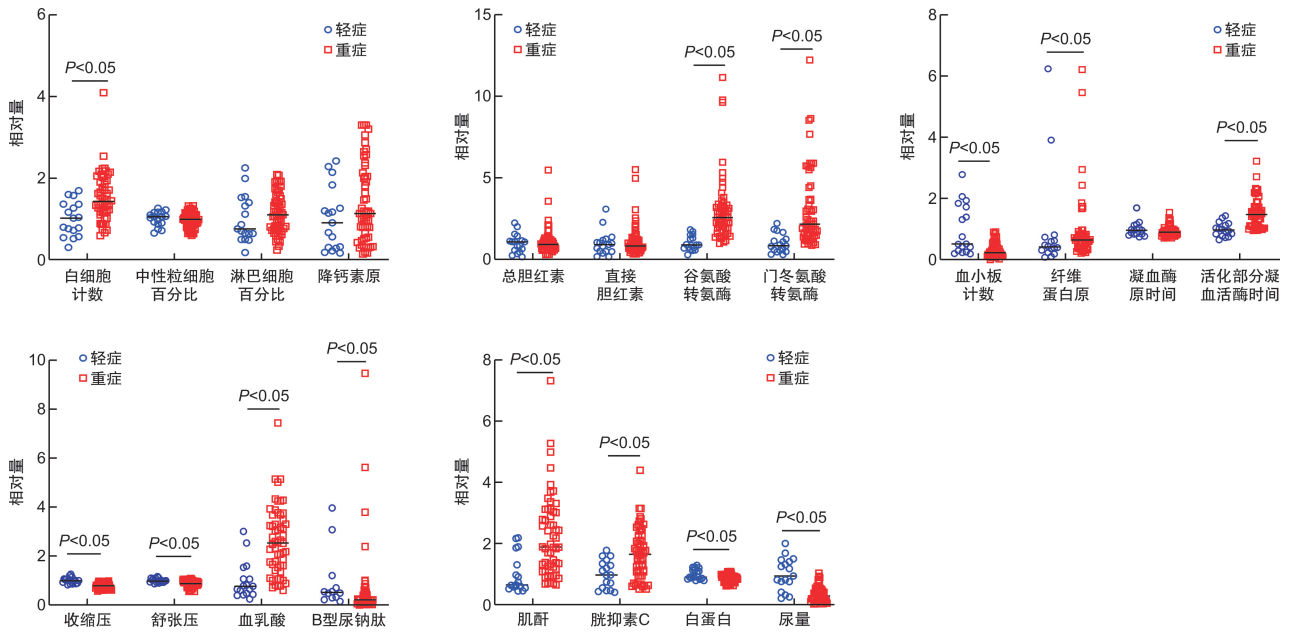 6
4
2
0
相对量
轻症
重症
P<0.05
白细胞
计数
中性粒细胞
百分比
淋巴细胞
百分比
降钙素原
15
10
5
0
相对量
轻症
重症
P<0.05
P<0.05
总胆红素
直接
胆红素
谷氨酸
转氨酶
门冬氨酸
转氨酶
8
6
4
2
0
相对量
轻症
重症
P<0.05
P<0.05
P<0.05
血小板
计数
纤维
蛋白原
凝血酶
原时间
活化部分凝
血活酶时间
10
8
6
4
2
0
相对量
轻症
重症
P<0.05
P<0.05
P<0.05
P<0.05
收缩压
舒张压
血乳酸
B型尿钠肽
8
6
4
2
0
相对量
轻症
重症
P<0.05
P<0.05
P<0.05
P<0.05
肌酐
胱抑素C
白蛋白
尿量